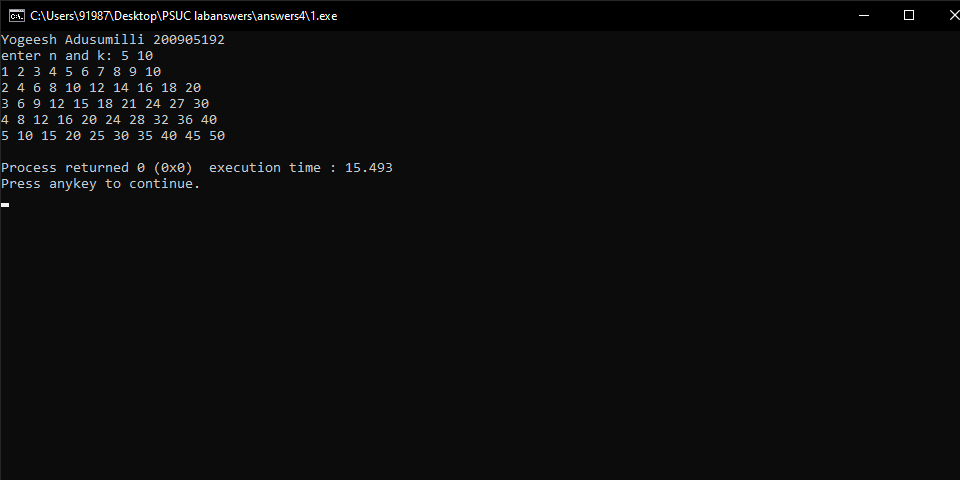 C:\Users\91987\Desktop\PSUC labanswers\answers4\1.exe
Yogeesh Adusumilli 200905192
enter n and k: 5 10
1 2 3 4 5 6 7 8 9 10
2 4 6 8 10 12 14 16 18 20
3 6 9 12 15 18 21 24 27 30
4 8 12 16 20 24 28 32 36 40
5 10 15 20 25 30 35 40 45 50
Process returned 0 (0x0)  execution time : 15.493
Press anykey to continue.